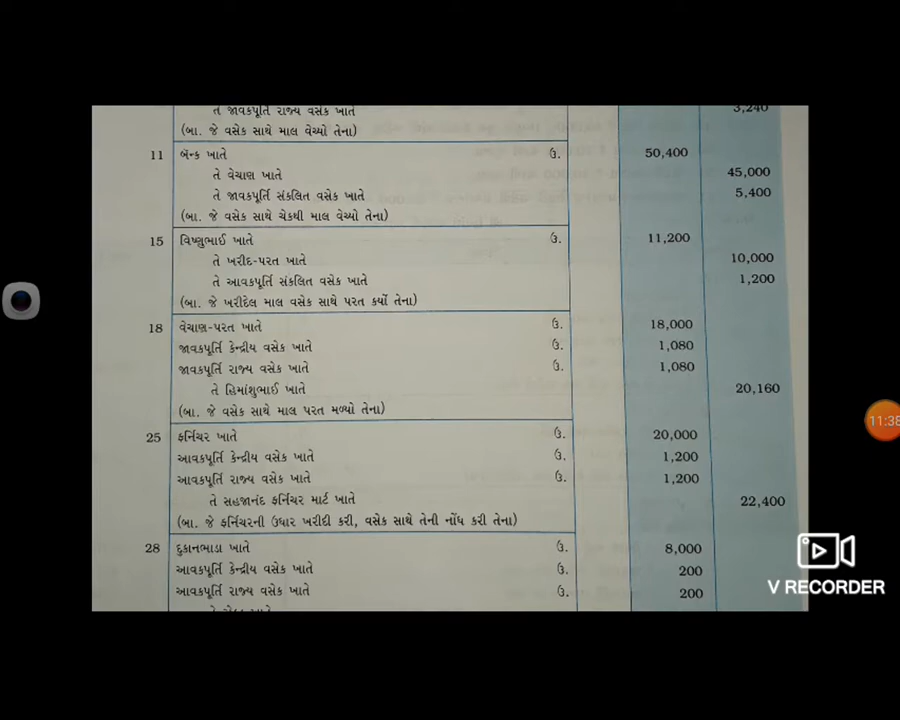 તે જાવકપૂર્તિ રાજ્ય વસેક ખાતે 3,240
(બા. જે વસેક સાથે માલ વેચ્યો તેના)
11 બૅન્ક ખાતે ઉ. 50,400
તે વેચાણ ખાતે 45,000
તે જાવકપૂર્તિ સંકલિત વસેક ખાતે 5,400
(બા. જે વસેક સાથે ચેકથી માલ વેચ્યો તેના)
15 વિષ્ણુભાઈ ખાતે ઉ. 11,200
તે ખરીદ-પરત ખાતે 10,000
તે આવકપૂર્તિ સંકલિત વસેક ખાતે 1,200
(બા. જે ખરીદેલ માલ વસેક સાથે પરત કર્યો તેના)
18 વેચાણ-પરત ખાતે ઉ. 18,000
જાવકપૂર્તિ કેન્દ્રીય વસેક ખાતે ઉ. 1,080
જાવકપૂર્તિ રાજ્ય વસેક ખાતે ઉ. 1,080
તે હિમાંશુભાઈ ખાતે 20,160
(બા. જે વસેક સાથે માલ પરત મળ્યો તેના)
25 ફર્નિચર ખાતે ઉ. 20,000
આવકપૂર્તિ કેન્દ્રીય વસેક ખાતે ઉ. 1,200
આવકપૂર્તિ રાજ્ય વસેક ખાતે ઉ. 1,200
તે સહજાનંદ ફર્નિચર માર્ટ ખાતે 22,400
(બા. જે ફર્નિચરની ઉધાર ખરીદી કરી, વસેક સાથે તેની નોંધ કરી તેના)
28 દુકાનભાડા ખાતે ઉ. 8,000
આવકપૂર્તિ કેન્દ્રીય વસેક ખાતે ઉ. 200
આવકપૂર્તિ રાજ્ય વસેક ખાતે ઉ. 200
11:38
V RECORDER